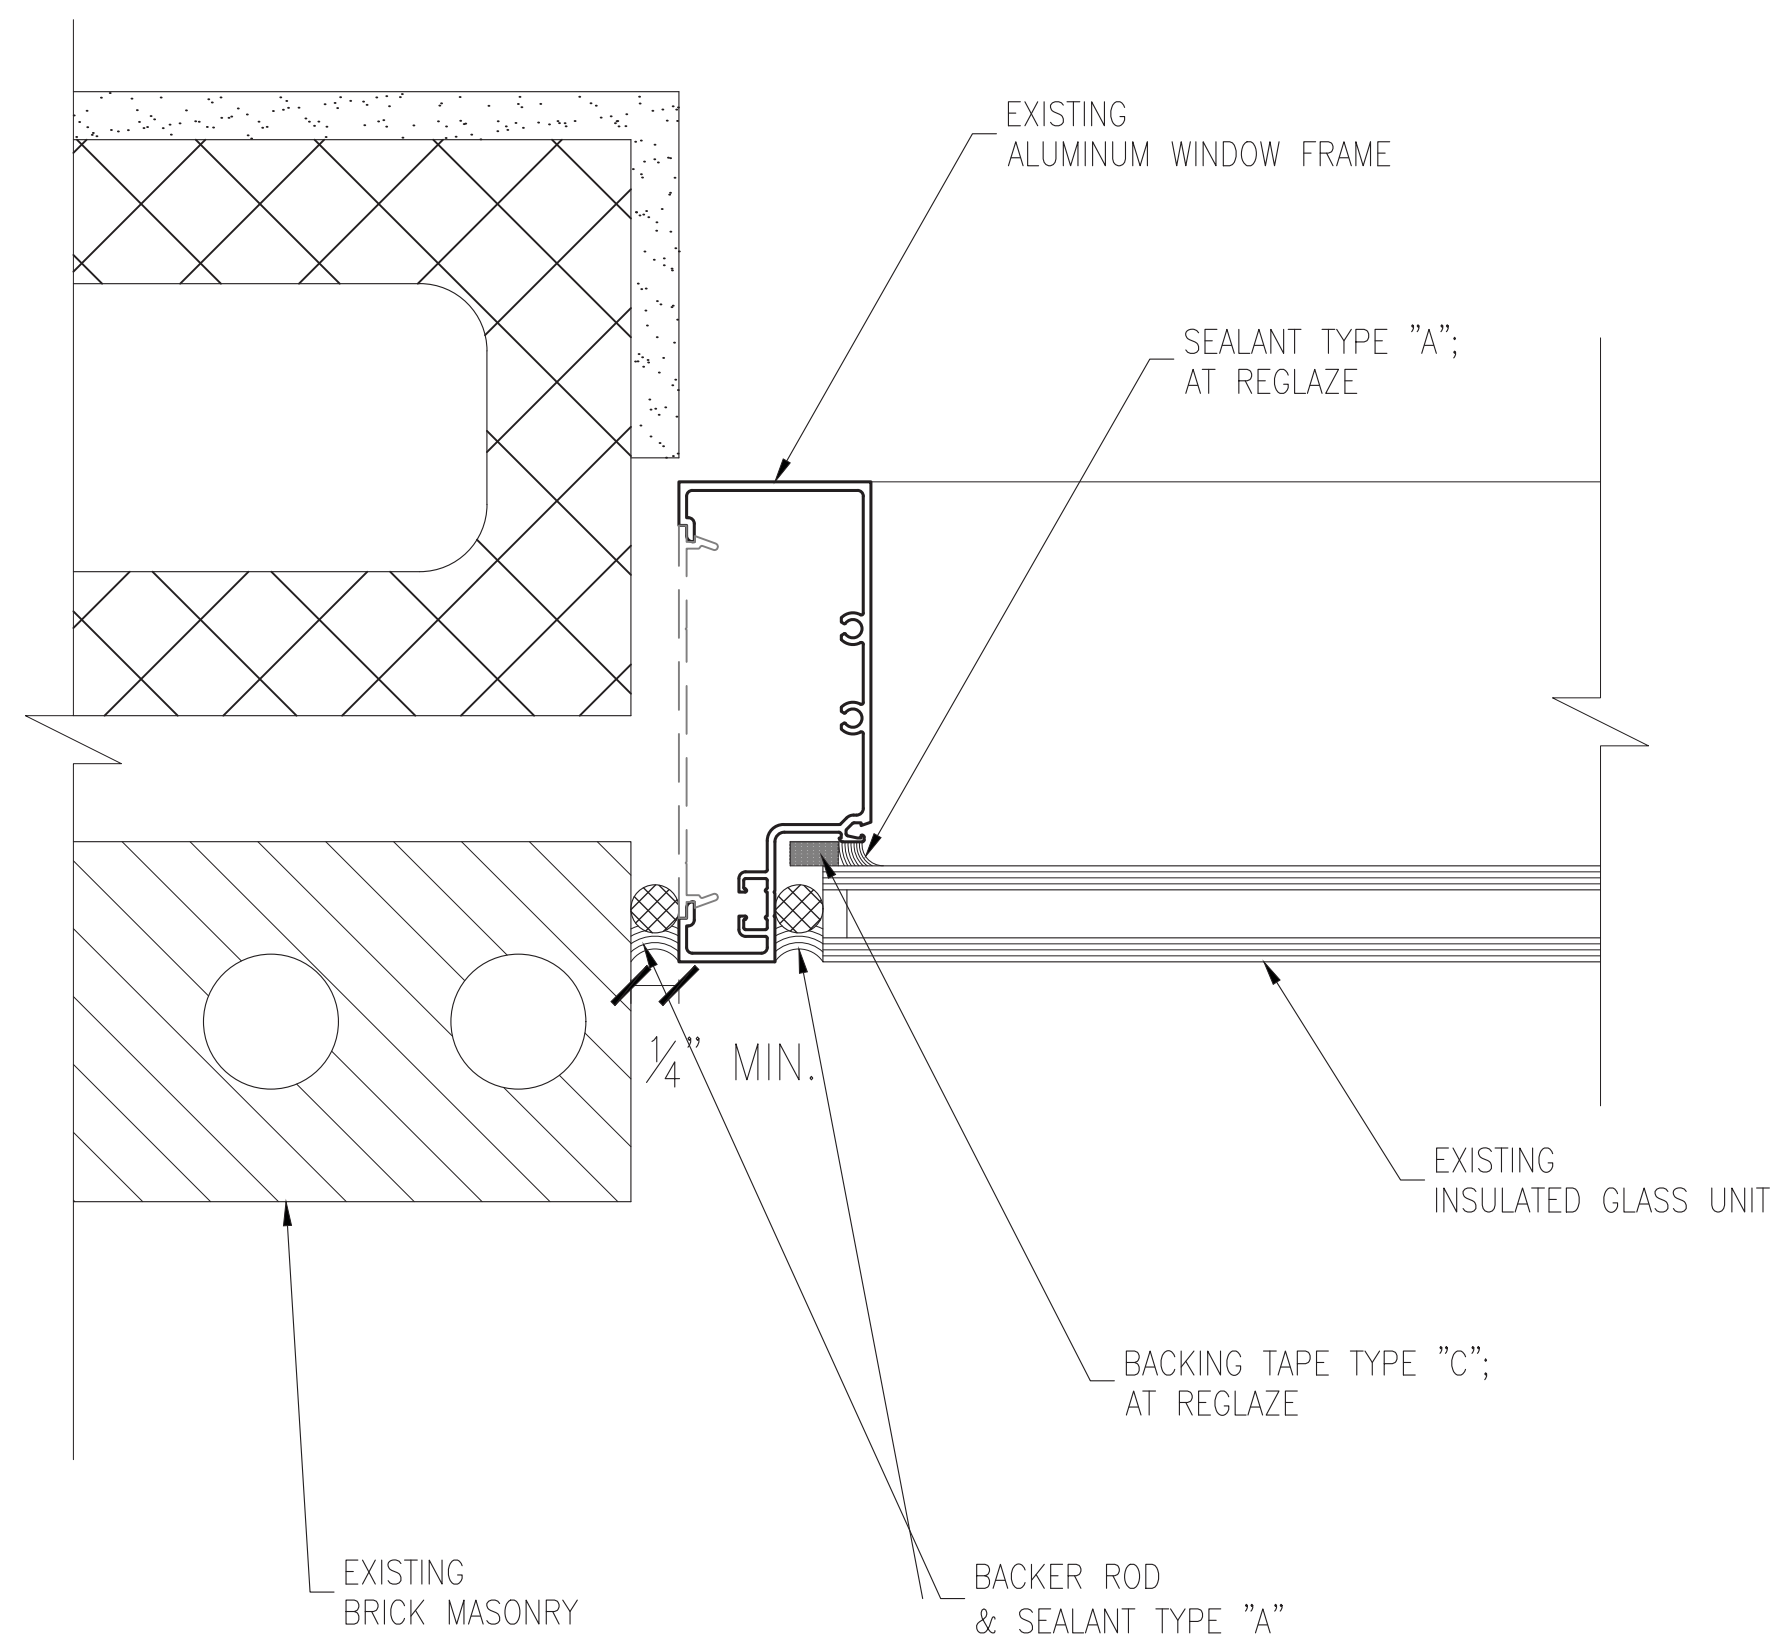 EXISTING
ALUMINUM WINDOW FRAME
SEALANT TYPE "A";
AT REGLAZE
1/4" MIN.
EXISTING
INSULATED GLASS UNIT
BACKING TAPE TYPE "C";
AT REGLAZE
EXISTING
BRICK MASONRY
BACKER ROD
& SEALANT TYPE "A"